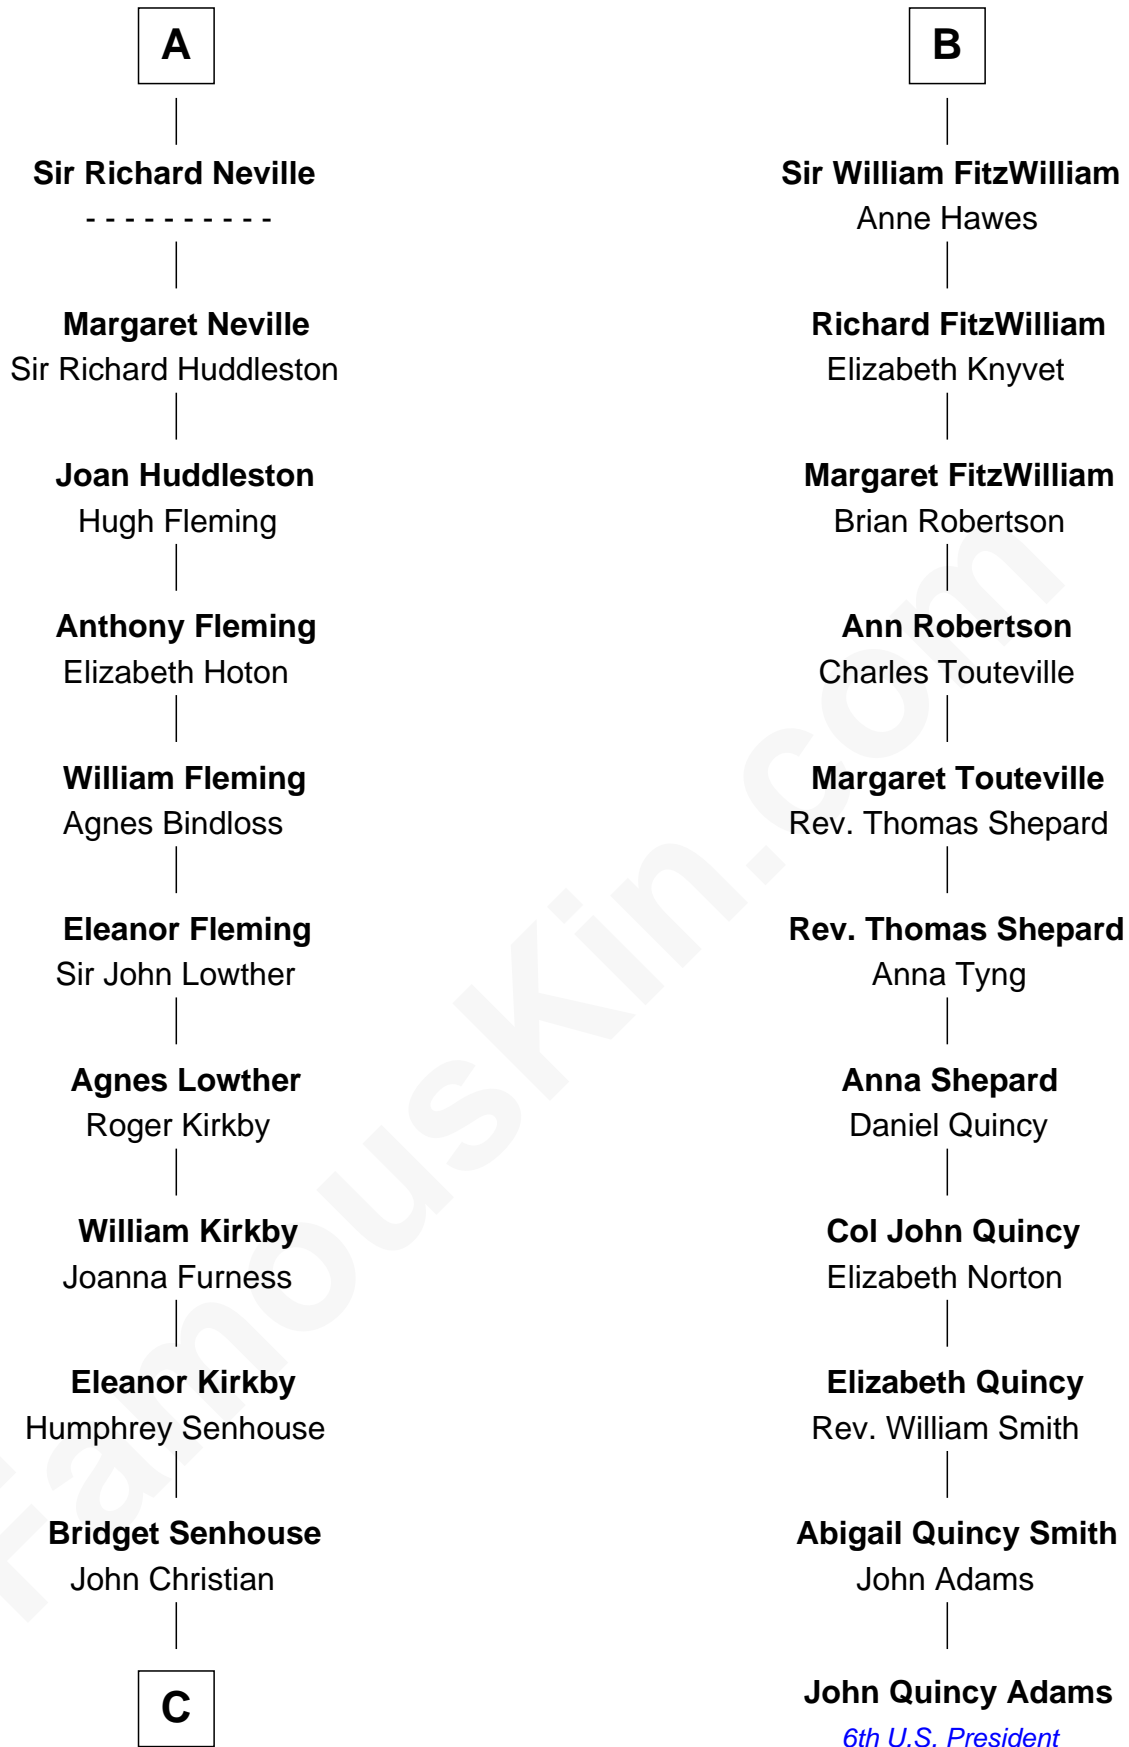 A
Sir Richard Neville
- - - - - - - - - -
Margaret Neville
Sir Richard Huddleston
Joan Huddleston
Hugh Fleming
Anthony Fleming
Elizabeth Hoton
William Fleming
Agnes Bindloss
Eleanor Fleming
Sir John Lowther
Agnes Lowther
Roger Kirkby
William Kirkby
Joanna Furness
Eleanor Kirkby
Humphrey Senhouse
Bridget Senhouse
John Christian
C
B
Sir William FitzWilliam
Anne Hawes
Richard FitzWilliam
Elizabeth Knyvet
Margaret FitzWilliam
Brian Robertson
Ann Robertson
Charles Touteville
Margaret Touteville
Rev. Thomas Shepard
Rev. Thomas Shepard
Anna Tyng
Anna Shepard
Daniel Quincy
Col John Quincy
Elizabeth Norton
Elizabeth Quincy
Rev. William Smith
Abigail Quincy Smith
John Adams
John Quincy Adams
6th U.S. President
FamousKin.com